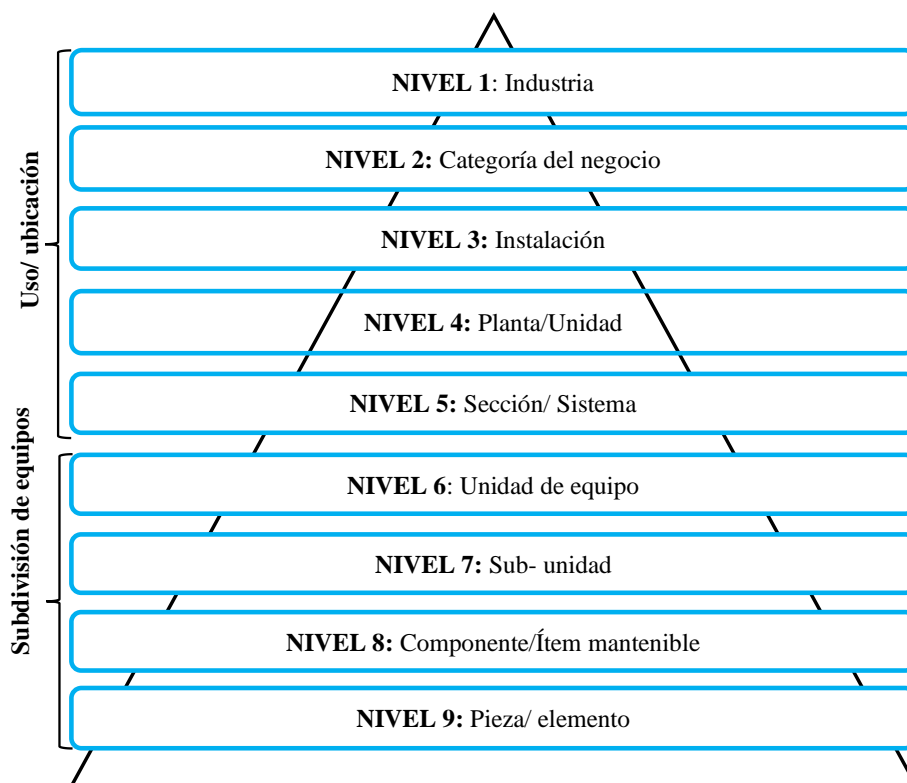 Uso/ ubicación
NIVEL 1: Industria
NIVEL 2: Categoría del negocio
NIVEL 3: Instalación
NIVEL 4: Planta/Unidad
NIVEL 5: Sección/ Sistema
Subdivisión de equipos
NIVEL 6: Unidad de equipo
NIVEL 7: Sub- unidad
NIVEL 8: Componente/Ítem mantenible
NIVEL 9: Pieza/ elemento